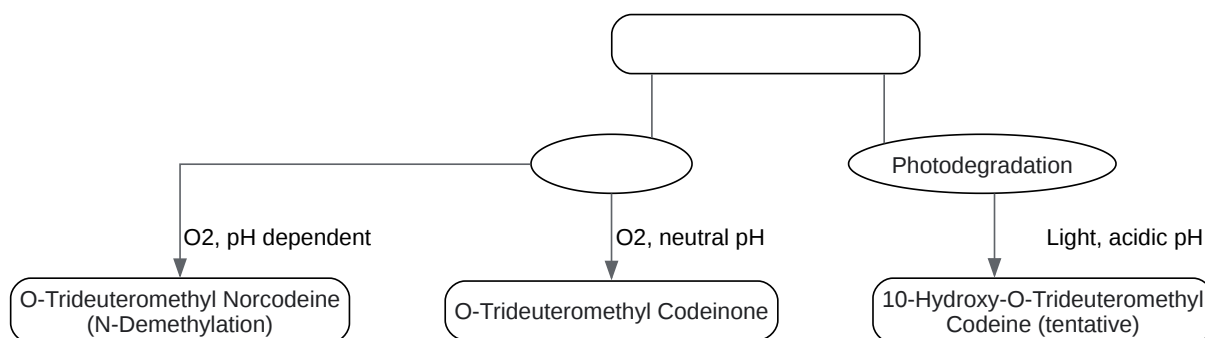 Photodegradation
O2, pH dependent
O2, neutral pH
Light, acidic pH
O-Trideuteromethyl Norcodeine
(N-Demethylation)
O-Trideuteromethyl Codeinone
10-Hydroxy-O-Trideuteromethyl
Codeine (tentative)